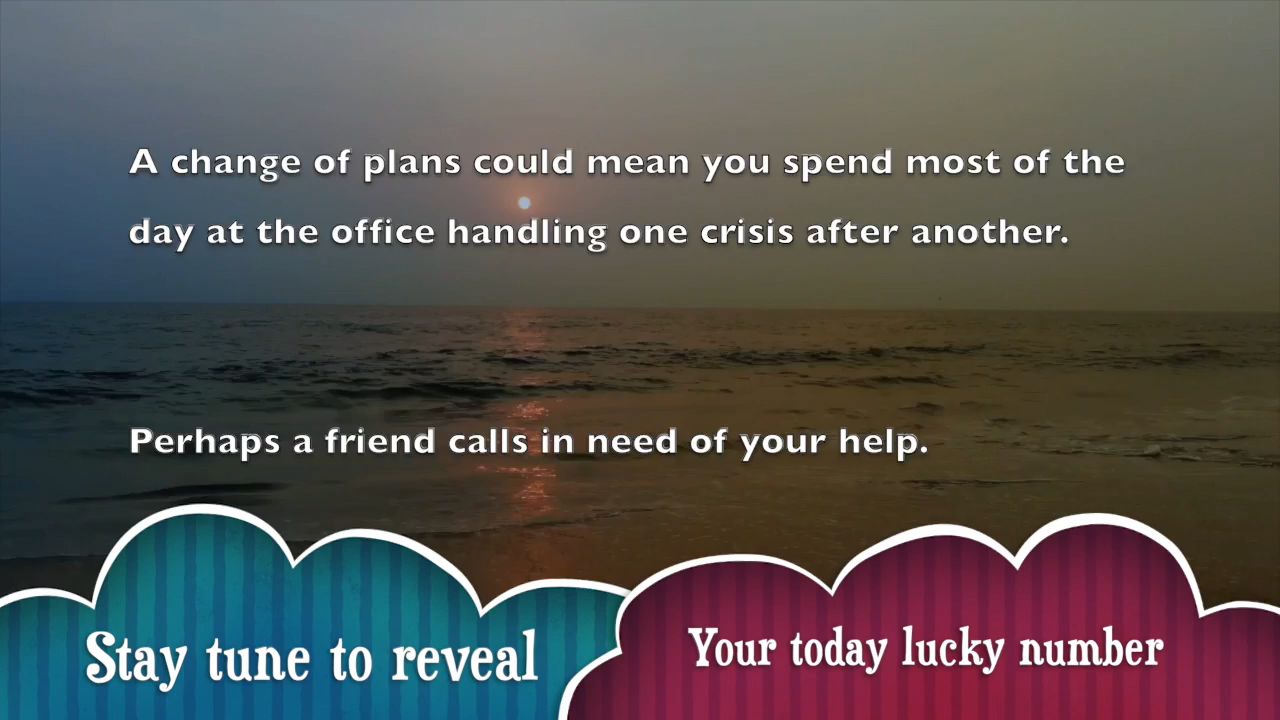 A change of plans could mean you spend most of the
day at the office handling one crisis after another.
Perhaps a friend calls in need of your help.
Stay tune to reveal
Your today lucky number